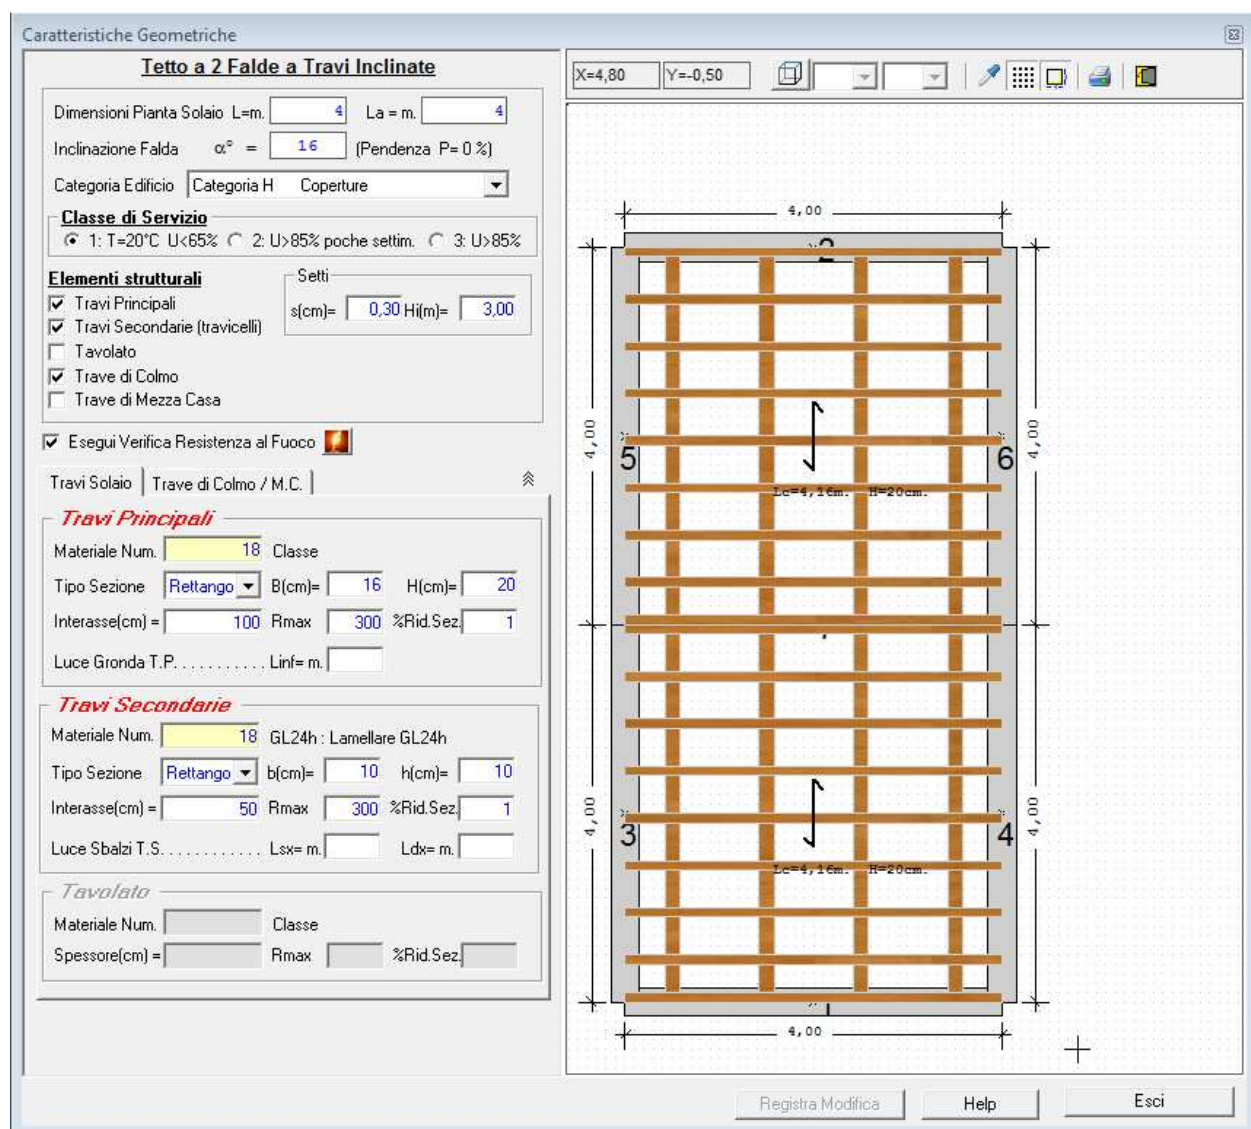 Caratteristiche Geometriche
Tetto a 2 Falde a Travi Inclinate
Dimensioni Pianta Solaio L=m. 4 La = m. 4
Inclinazione Falda α° = 16 (Pendenza P= 0 %)
Categoria Edificio Categoria H Coperture
Classe di Servizio
1: T=20°C U<65% 2: U>85% poche settim. 3: U>85%
Elementi strutturali
Travi Principali
Travi Secondarie (travicelli)
Tavolato
Trave di Colmo
Trave di Mezza Casa
Setti
s(cm)= 0,30 Hi(m)= 3,00
Esegui Verifica Resistenza al Fuoco
Travi Solaio Trave di Colmo / M.C.
Travi Principali
Materiale Num. 18 Classe
Tipo Sezione Rettango B(cm)= 16 H(cm)= 20
Interasse(cm) = 100 Rmax 300 %Rid.Sez. 1
Luce Gronda T.P. . . . . . . . . . . Linf= m.
Travi Secondarie
Materiale Num. 18 GL24h : Lamellare GL24h
Tipo Sezione Rettango b(cm)= 10 h(cm)= 10
Interasse(cm) = 50 Rmax 300 %Rid.Sez. 1
Luce Sbalzi T.S. . . . . . . . . . . . Lsx= m. Ldx= m.
Tavolato
Materiale Num. Classe
Spessore(cm) = Rmax %Rid.Sez.
X=4,80 Y=-0,50
4,00
2
4,00
5
6
4,00
Lc=4,16m. H=20cm.
4,00
3
4
4,00
Lc=4,16m. H=20cm.
4,00
Registra Modifica Help Esci